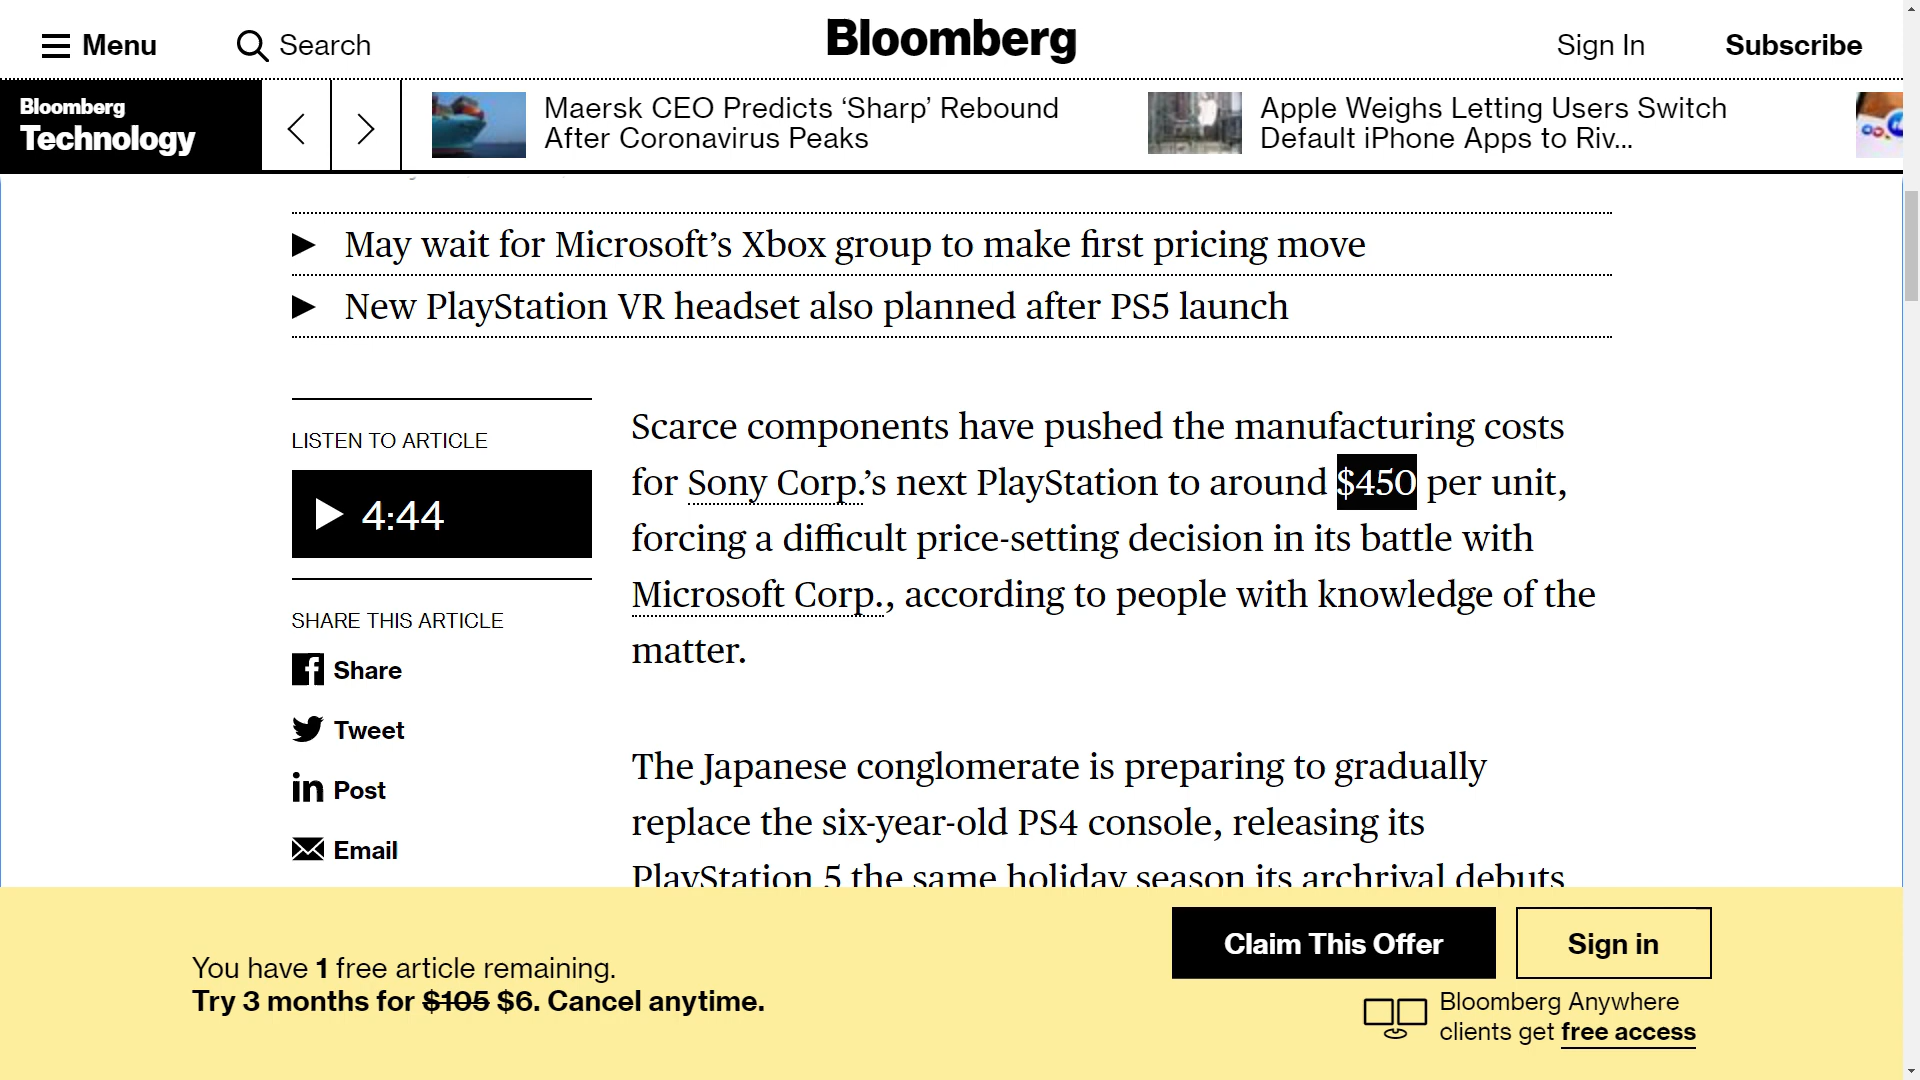 Menu
Search
Bloomberg
Sign In
Subscribe
Bloomberg
Technology
Maersk CEO Predicts ‘Sharp’ Rebound
After Coronavirus Peaks
Apple Weighs Letting Users Switch
Default iPhone Apps to Riv...
May wait for Microsoft’s Xbox group to make first pricing move
New PlayStation VR headset also planned after PS5 launch
LISTEN TO ARTICLE
4:44
SHARE THIS ARTICLE
Share
Tweet
Post
Email
Scarce components have pushed the manufacturing costs
for Sony Corp.’s next PlayStation to around $450 per unit,
forcing a difficult price-setting decision in its battle with
Microsoft Corp., according to people with knowledge of the
matter.
The Japanese conglomerate is preparing to gradually
replace the six-year-old PS4 console, releasing its
PlayStation 5 the same holiday season its archrival debuts
You have 1 free article remaining.
Try 3 months for $105 $6. Cancel anytime.
Claim This Offer
Sign in
Bloomberg Anywhere
clients get free access